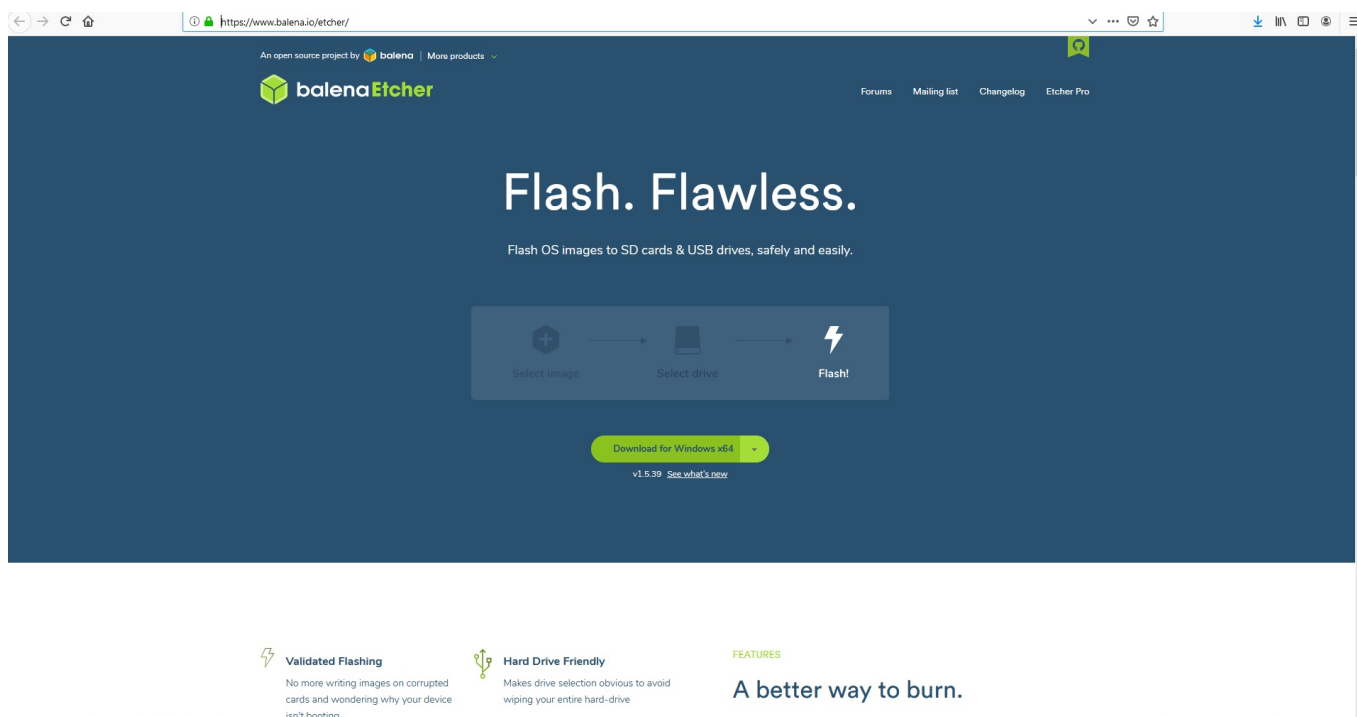 https://www.balena.io/etcher/
An open source project by balena | More products
balenaEtcher
Forums Mailing list Changelog Etcher Pro
Flash. Flawless.
Flash OS images to SD cards & USB drives, safely and easily.
Select image Select drive Flash!
Download for Windows x64
v1.5.39 See what's new
Validated Flashing
No more writing images on corrupted
cards and wondering why your device
isn't booting
Hard Drive Friendly
Makes drive selection obvious to avoid
wiping your entire hard-drive
FEATURES
A better way to burn.